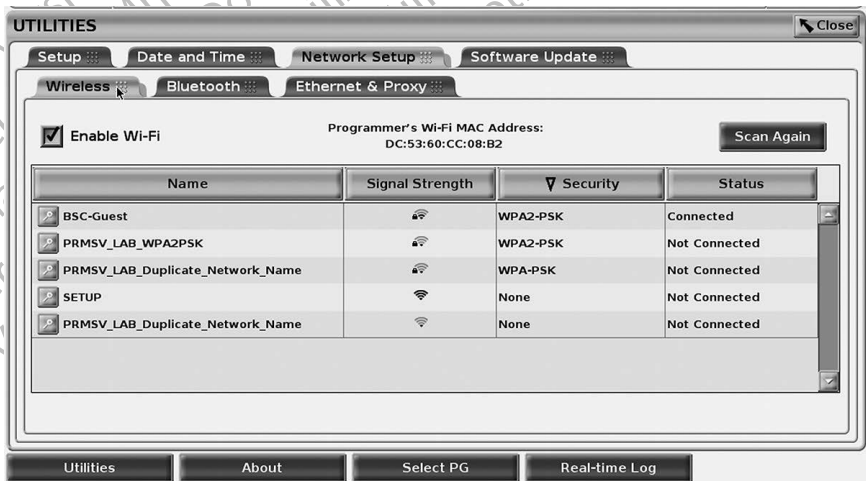 UTILITIES
Close
Setup Date and Time Network Setup Software Update
Wireless Bluetooth Ethernet & Proxy
Enable Wi-Fi
Programmer's Wi-Fi MAC Address:
DC:53:60:CC:08:B2
Scan Again
Name Signal Strength Security Status
BSC-Guest WPA2-PSK Connected
PRMSV_LAB_WPA2PSK WPA2-PSK Not Connected
PRMSV_LAB_Duplicate_Network_Name WPA-PSK Not Connected
SETUP None Not Connected
PRMSV_LAB_Duplicate_Network_Name None Not Connected
Utilities About Select PG Real-time Log